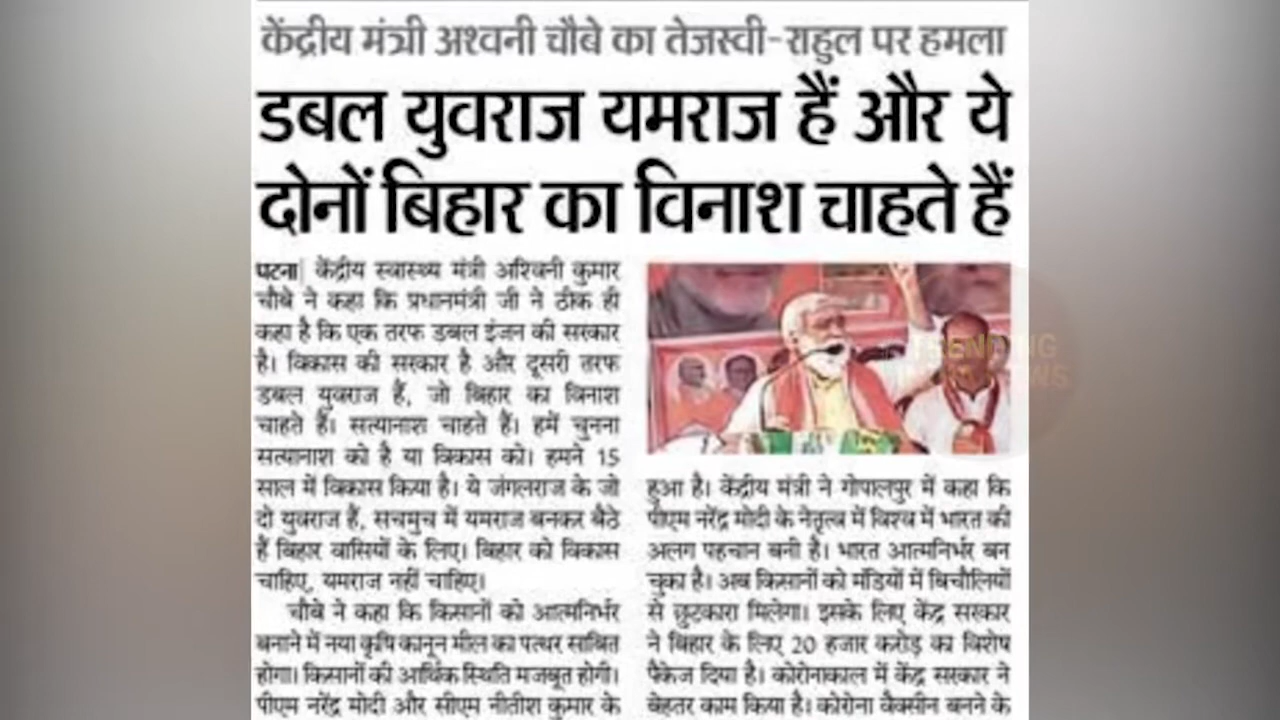 केंद्रीय मंत्री अश्वनी चौबे का तेजस्वी-राहुल पर हमला
डबल युवराज यमराज हैं और ये
दोनों बिहार का विनाश चाहते हैं
पटना| केंद्रीय स्वास्थ्य मंत्री अश्विनी कुमार
चौबे ने कहा कि प्रधानमंत्री जी ने ठीक ही
कहा है कि एक तरफ डबल इंजन की सरकार
है। विकास की सरकार है और दूसरी तरफ
डबल युवराज हैं, जो बिहार का विनाश
चाहते हैं। सत्यानाश चाहते हैं। हमें चुनना
सत्यानाश को है या विकास को। हमने 15
साल में विकास किया है। ये जंगलराज के जो
दो युवराज हैं, सचमुच में यमराज बनकर बैठे
हैं बिहार वासियों के लिए। बिहार को विकास
चाहिए, यमराज नहीं चाहिए।
चौबे ने कहा कि किसानों को आत्मनिर्भर
बनाने में नया कृषि कानून मील का पत्थर साबित
होगा। किसानों की आर्थिक स्थिति मजबूत होगी।
पीएम नरेंद्र मोदी और सीएम नीतीश कुमार के
हुआ है। केंद्रीय मंत्री ने गोपालपुर में कहा कि
पीएम नरेंद्र मोदी के नेतृत्व में विश्व में भारत की
अलग पहचान बनी है। भारत आत्मनिर्भर बन
चुका है। अब किसानों को मंडियों में बिचौलियों
से छुटकारा मिलेगा। इसके लिए केंद्र सरकार
ने बिहार के लिए 20 हजार करोड़ का विशेष
पैकेज दिया है। कोरोनाकाल में केंद्र सरकार ने
बेहतर काम किया है। कोरोना वैक्सीन बनने के